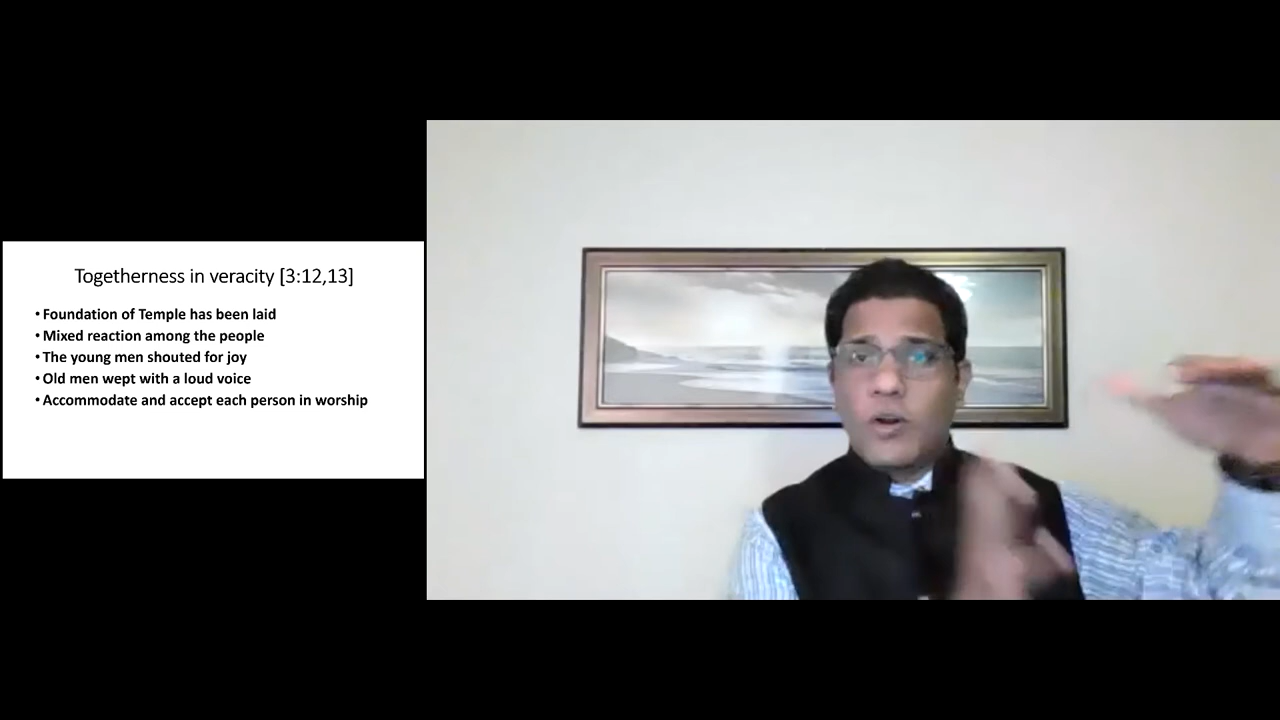 Togetherness in veracity [3:12,13]
• Foundation of Temple has been laid
• Mixed reaction among the people
• The young men shouted for joy
• Old men wept with a loud voice
• Accommodate and accept each person in worship